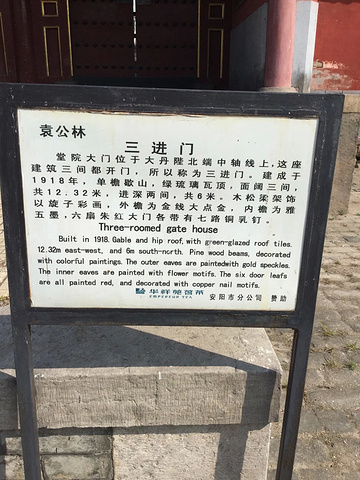 袁公林
三进门
堂院大门位于大丹陛北端中轴线上,这座
建筑三间都开门,所以称为三进门。建成于
1918年,单檐歇山,绿琉璃瓦顶,面阔三间,
共12.32米,进深两间,共6米。木松梁架饰
以旋子彩画,外檐为金线大点金,内檐为雅
五墨,六扇朱红大门各带有七路铜乳钉。
Three-roomed gate house
Built in 1918. Gable and hip roof, with green-glazed roof tiles.
12.32m east-west, and 6m south-north. Pine wood beams, decorated
with colorful paintings. The outer eaves are paintedwith gold speckles.
The inner eaves are painted with flower motifs. The six door leafs
are all painted red, and decorated with copper nail motifs.
EMPEREUR TEA
安阳市分公司 赞助